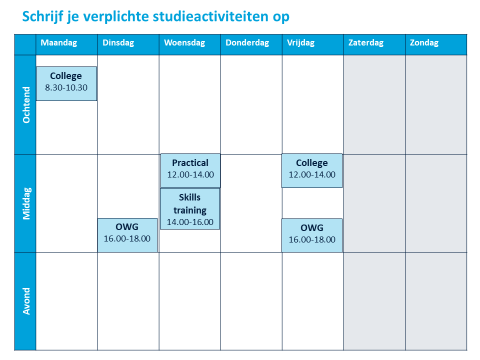 Schrijf je verplichte studieactiviteiten op
Maandag Dinsdag Woensdag Donderdag Vrijdag Zaterdag Zondag
Ochtend
College
8.30-10.30
Middag
Practical
12.00-14.00
College
12.00-14.00
Skills
training
14.00-16.00
OWG
16.00-18.00
OWG
16.00-18.00
Avond